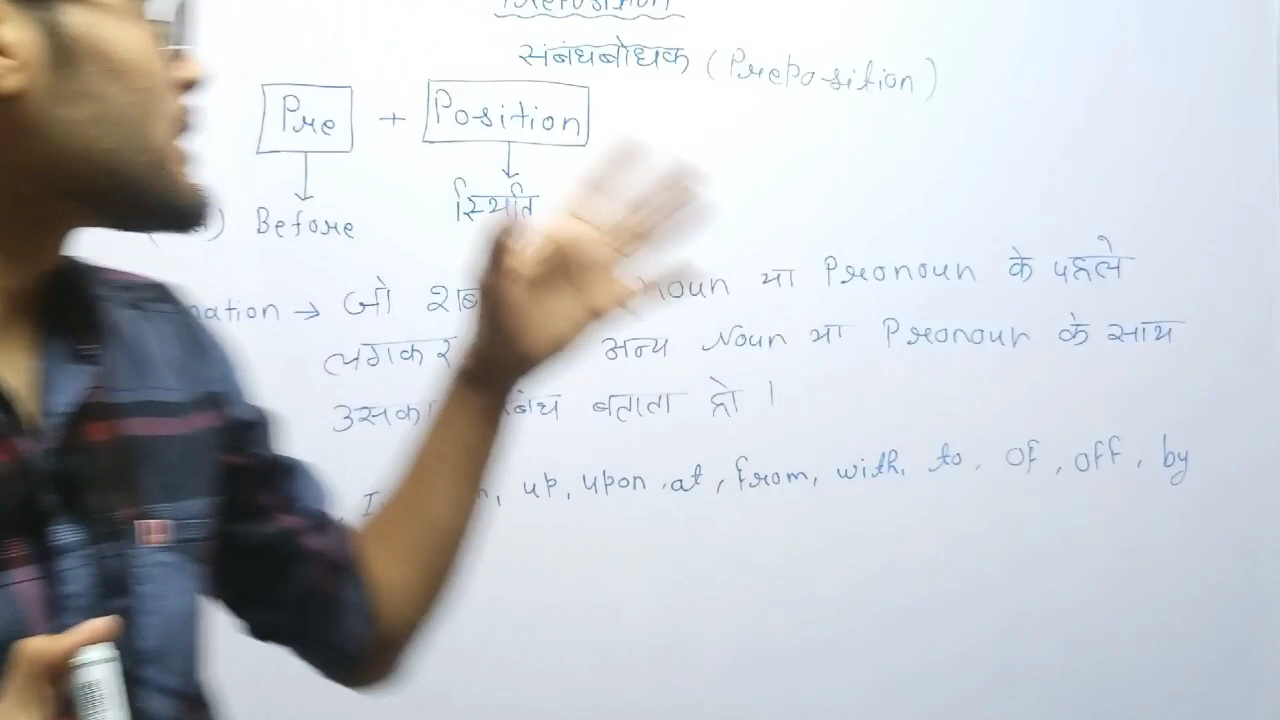 Preposition
संबंधबोधक (Preposition)
Pre + Position
Before स्थिति
जो Noun या Pronoun के पहले
लगकर अन्य Noun या Pronoun के साथ
बताता हो ।
up, upon, at, from, with, to, of, off, by